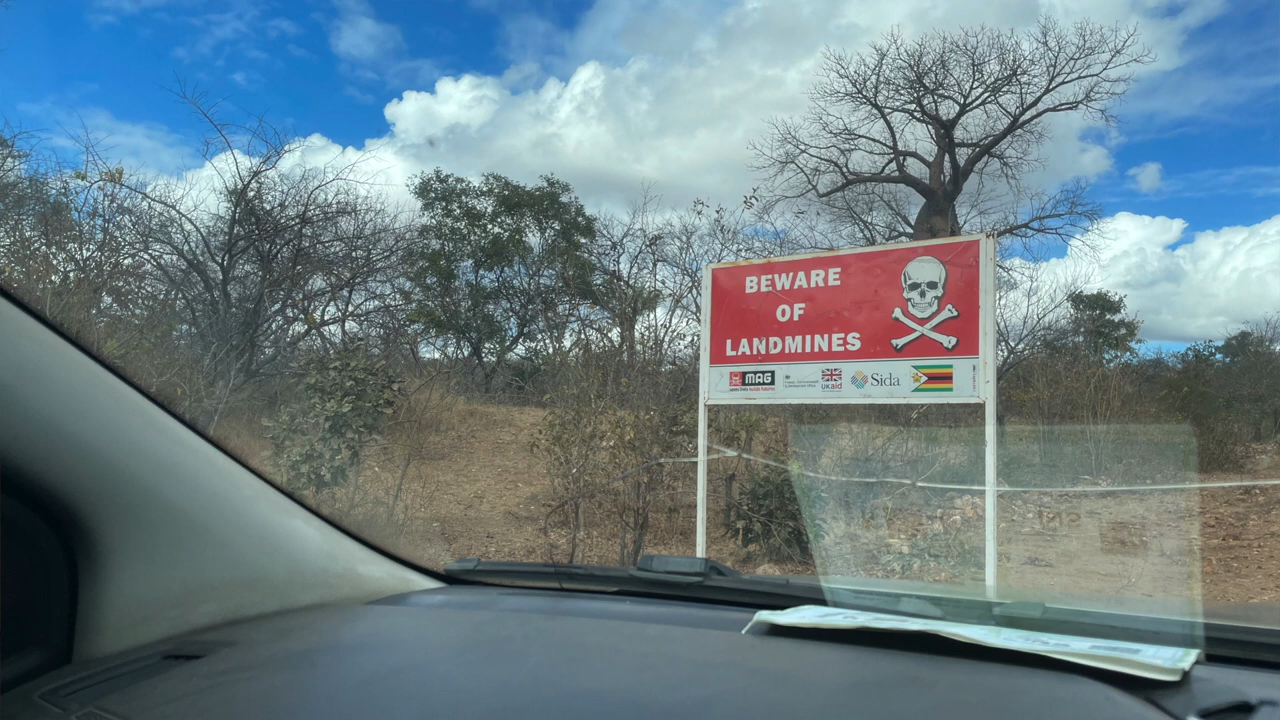 BEWARE
OF
LANDMINES
MAG
UKaid
Sida